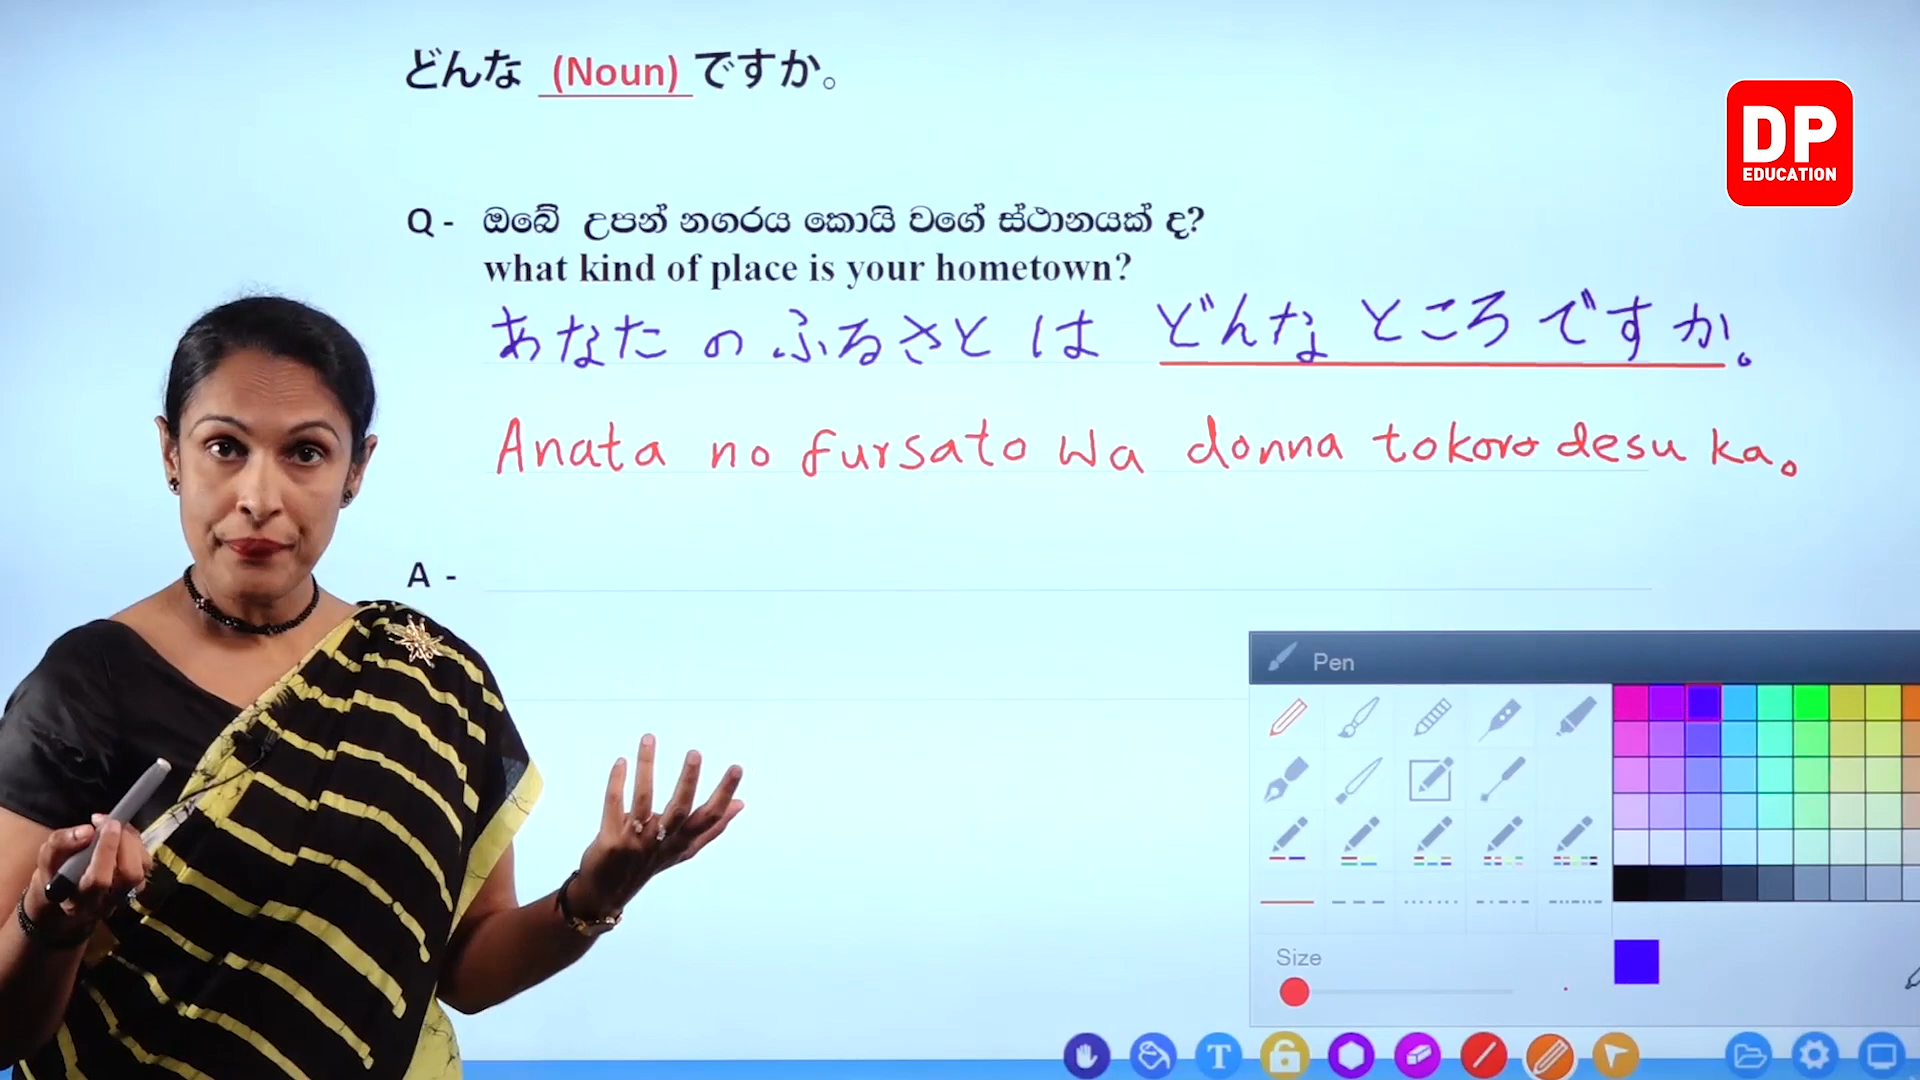 どんな (Noun) ですか。
DP
EDUCATION
Q - ඔබේ උපන් නගරය කොයි වගේ ස්ථානයක් ද?
what kind of place is your hometown?
あなたのふるさとは どんなところですか。
Anata no fursato wa donna tokoro desu ka。
A -
Pen
Size
T